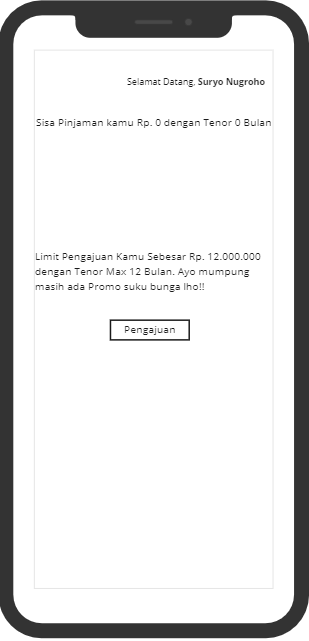 Selamat Datang, Suryo Nugroho
Sisa Pinjaman kamu Rp. 0 dengan Tenor 0 Bulan
Limit Pengajuan Kamu Sebesar Rp. 12.000.000
dengan Tenor Max 12 Bulan. Ayo mumpung
masih ada Promo suku bunga lho!!
Pengajuan